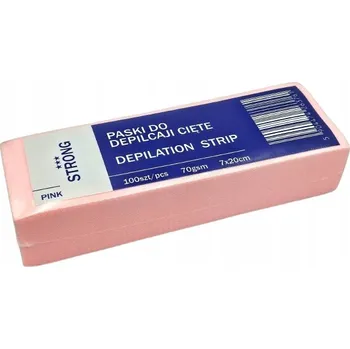 PINK
***
STRONG
PASKI DO
DEPILCAJI CIĘTE
DEPILATION STRIP
100szt/pcs 70gsm 7x20cm